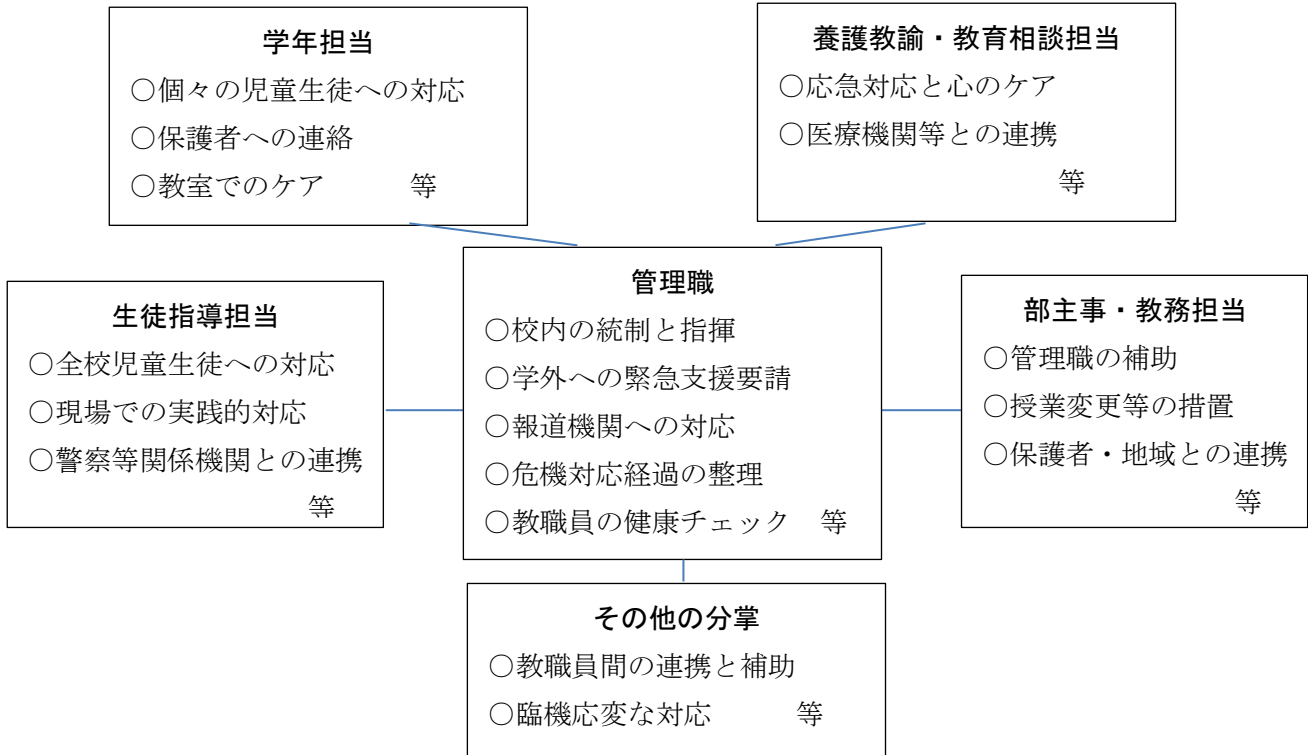 学年担当
○個々の児童生徒への対応
○保護者への連絡
○教室でのケア 等
養護教諭・教育相談担当
○応急対応と心のケア
○医療機関等との連携
等
管理職
○校内の統制と指揮
○学外への緊急支援要請
○報道機関への対応
○危機対応経過の整理
○教職員の健康チェック 等
生徒指導担当
○全校児童生徒への対応
○現場での実践的対応
○警察等関係機関との連携
等
部主事・教務担当
○管理職の補助
○授業変更等の措置
○保護者・地域との連携
等
その他の分掌
○教職員間の連携と補助
○臨機応変な対応 等